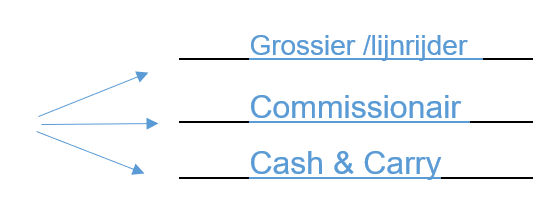 Grossier /lijnrijder
Commissionair
Cash & Carry